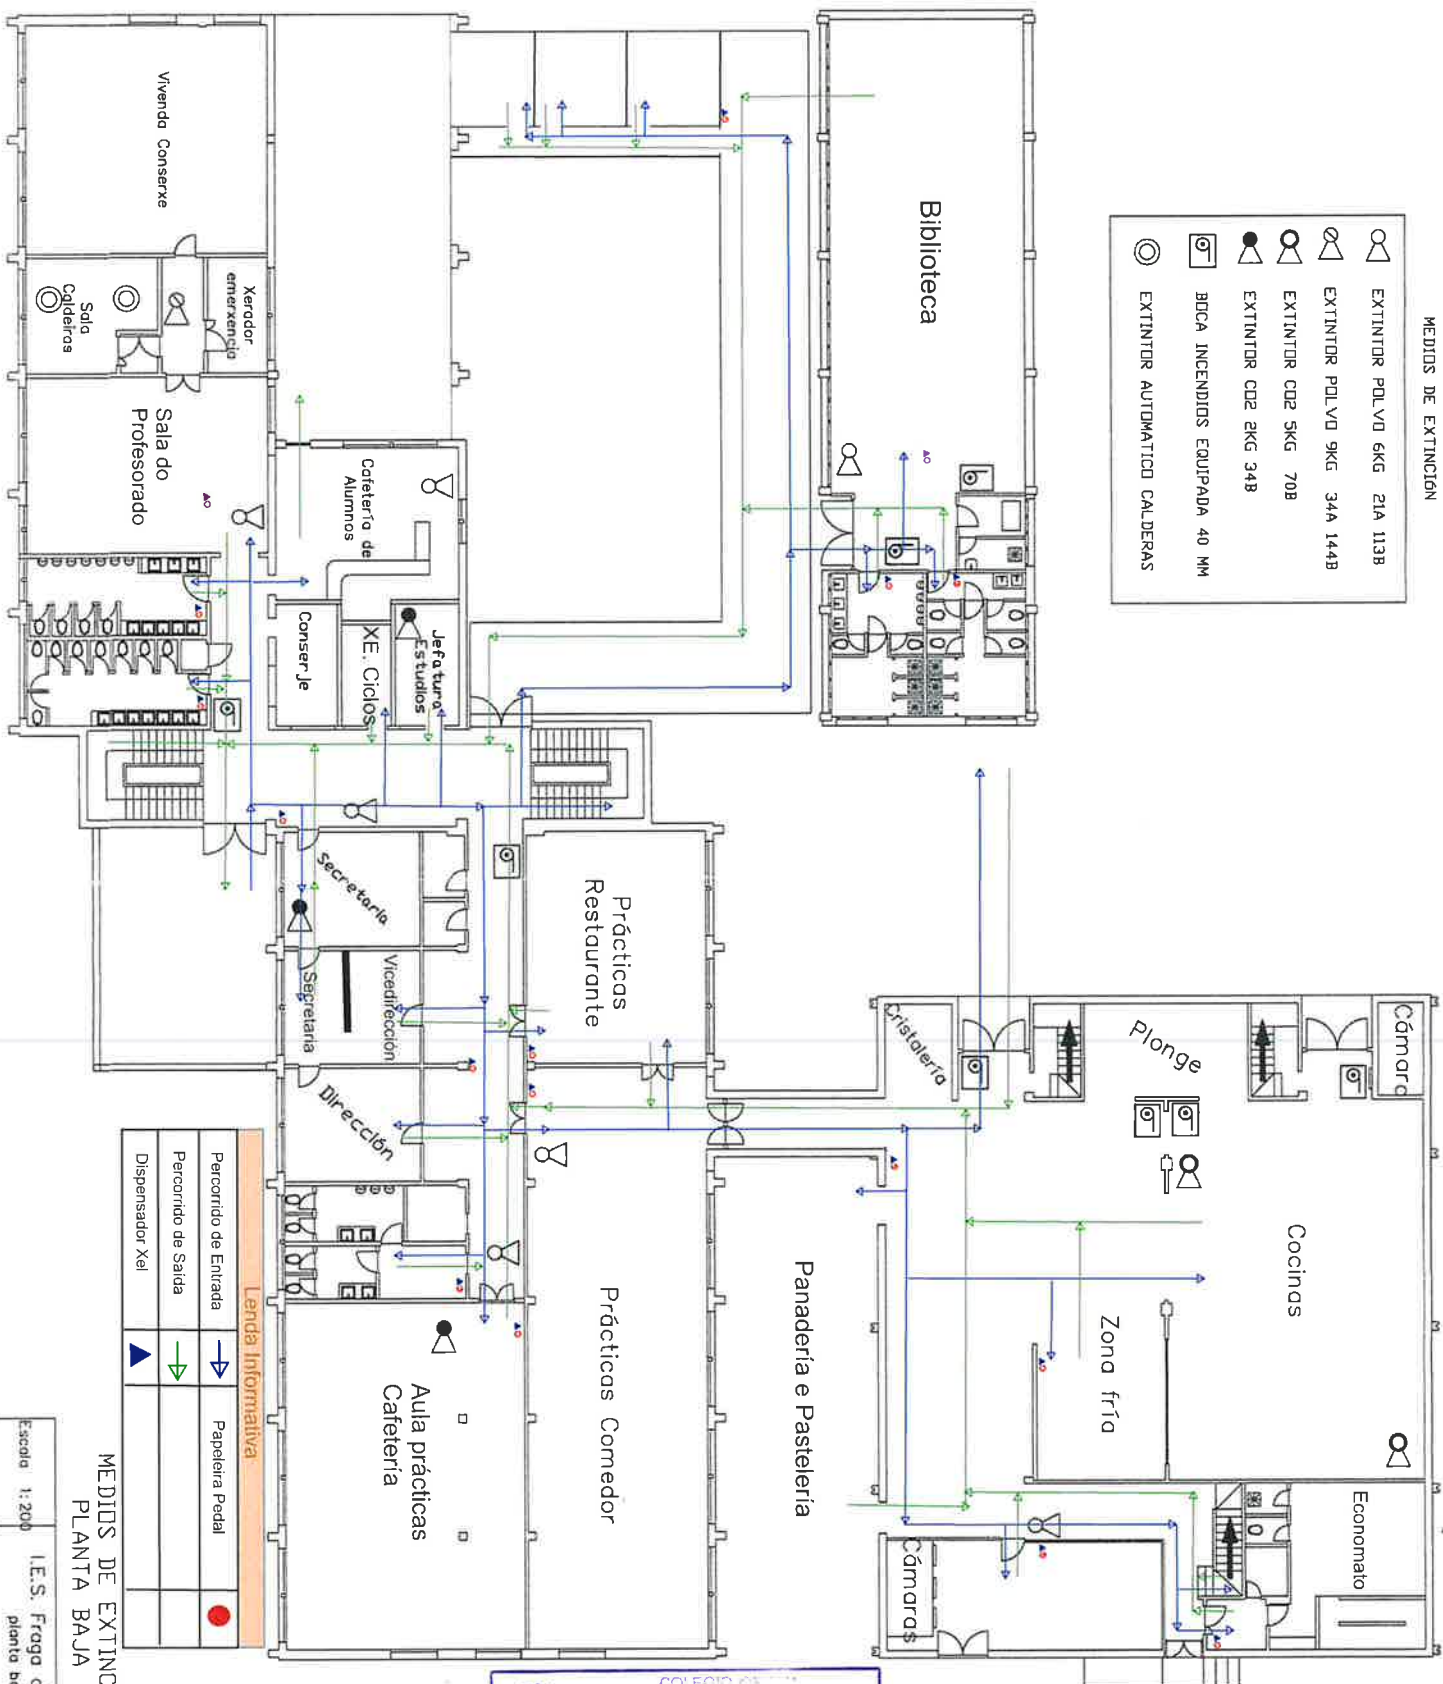 MEDIOS DE EXTINCIÓN
EXTINTOR POLVO 6KG 21A 113B
EXTINTOR POLVO 9KG 34A 144B
EXTINTOR CO2 5KG 70B
EXTINTOR CO2 2KG 34B
BOCA INCENDIOS EQUIPADA 40 MM
EXTINTOR AUTOMATICO CALDERAS
Biblioteca
Vivenda Conserxe
Xerador
emerxencia
Sala
Caldeiras
Sala do
Profesorado
Cafetería de
Alumnos
Conserje
XE. Ciclos
Jefatura
Estudios
Secretaría
Secretaria
Vicedirección
Dirección
Prácticas
Restaurante
Cristalería
Plonge
Cámara
Cocinas
Zona fría
Panadería e Pastelería
Prácticas Comedor
Aula prácticas
Cafetería
Economato
Cámaras
Lenda Informativa
Percorrido de Entrada
Papeleira Pedal
Percorrido de Saida
Dispensador Xel
MEDIOS DE EXTINC
PLANTA BAJA
Escala 1:200
I.E.S. Fraga
planta